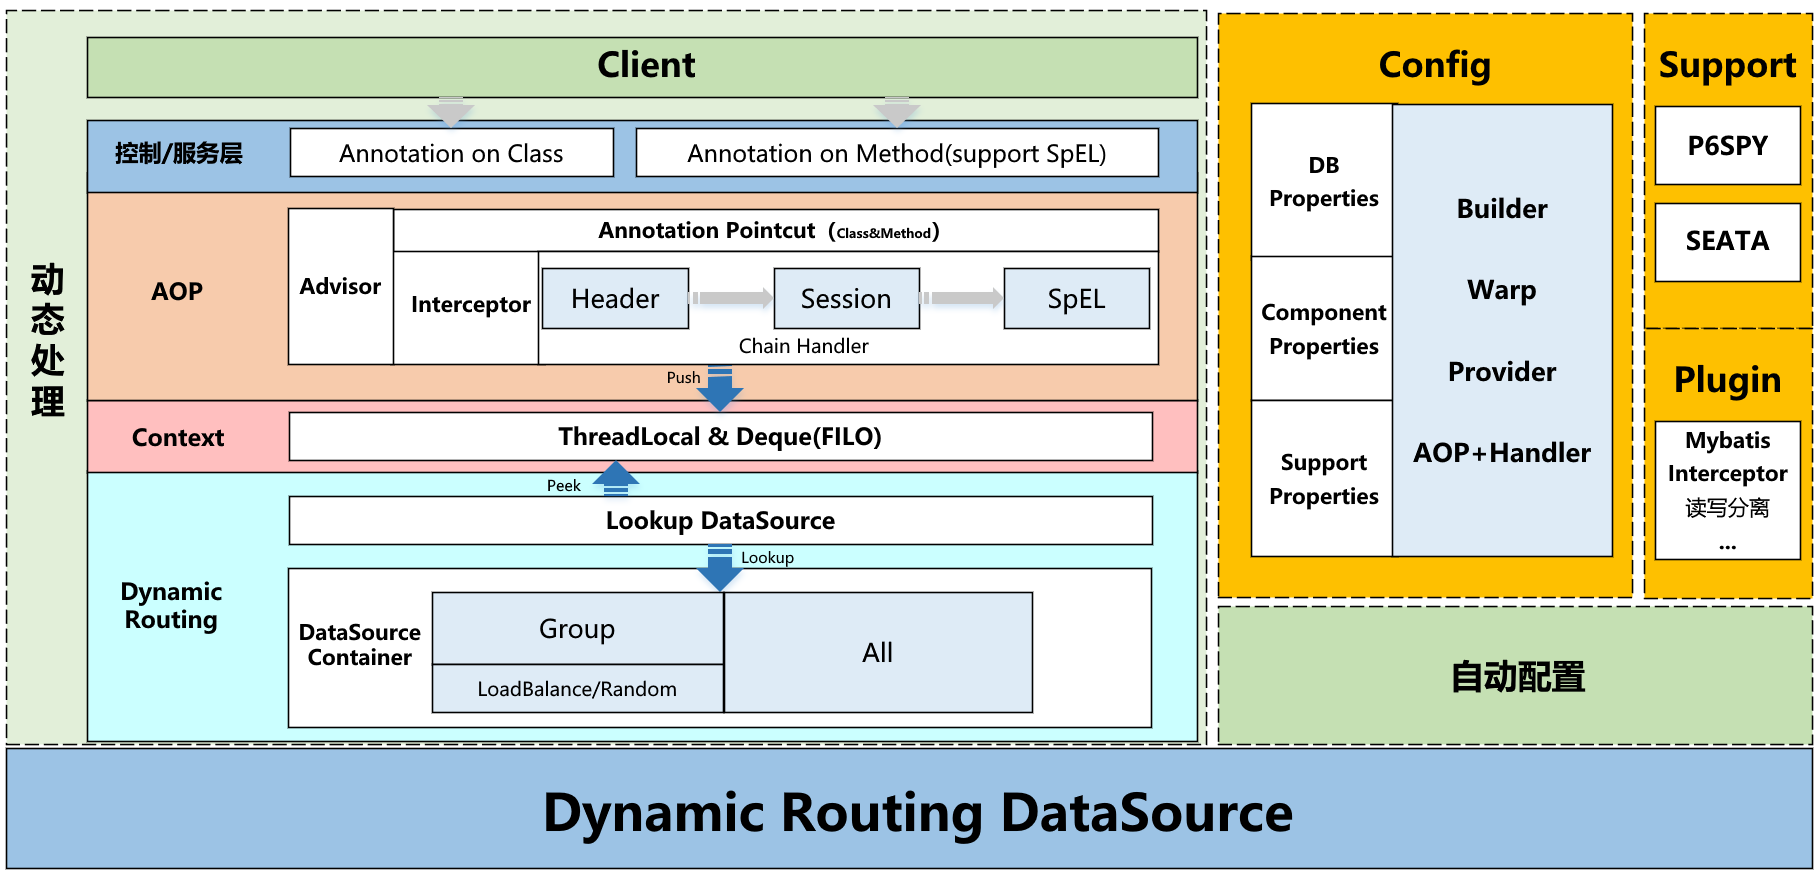 动
态
处
理
Client
控制/服务层
Annotation on Class
Annotation on Method(support SpEL)
AOP
Advisor
Annotation Pointcut (Class&Method)
Interceptor
Header
Session
SpEL
Chain Handler
Push
Context
ThreadLocal & Deque(FILO)
Peek
Lookup DataSource
Lookup
Dynamic
Routing
DataSource
Container
Group
LoadBalance/Random
All
Config
DB
Properties
Component
Properties
Support
Properties
Builder
Warp
Provider
AOP+Handler
Support
P6SPY
SEATA
Plugin
Mybatis
Interceptor
读写分离
...
自动配置
Dynamic Routing DataSource